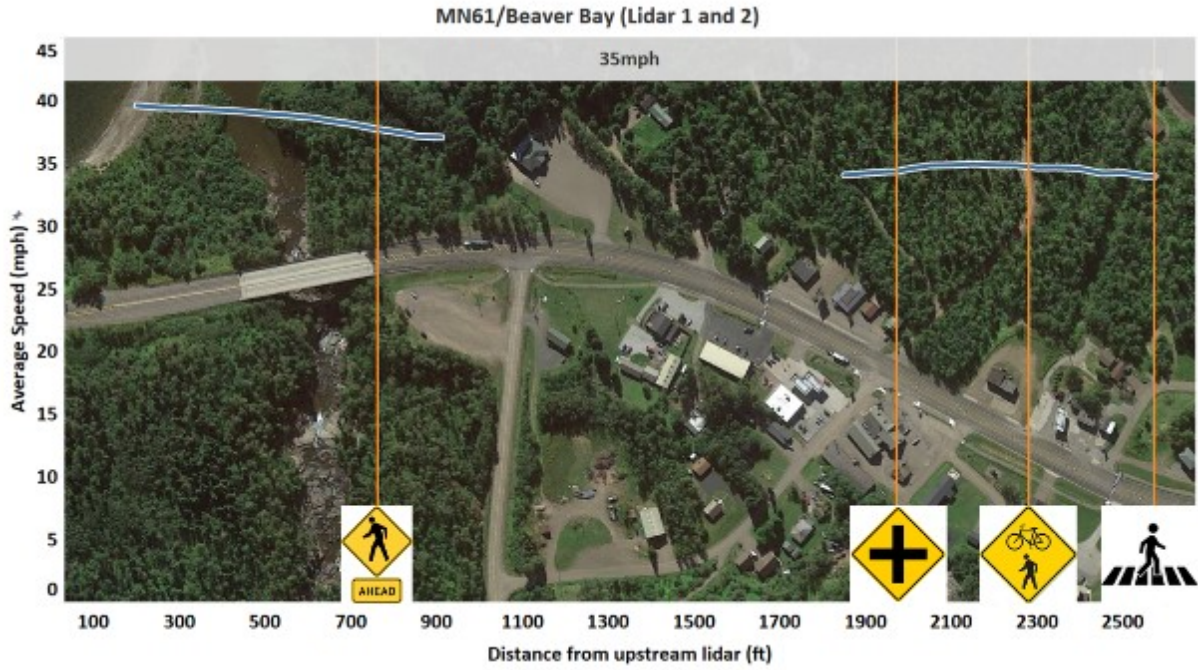 MN61/Beaver Bay (Lidar 1 and 2)
35mph
Average Speed (mph)
45
40
35
30
25
20
15
10
5
0
AHEAD
100 300 500 700 900 1100 1300 1500 1700 1900 2100 2300 2500
Distance from upstream lidar (ft)